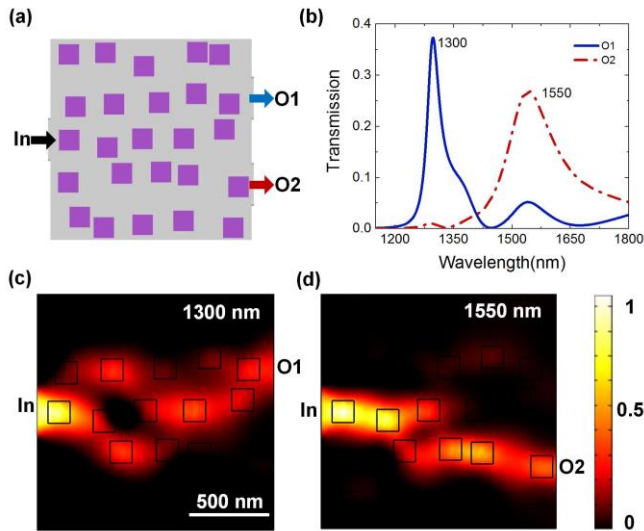 (a)
In
O1
O2
(b)
Transmission
0.4
0.3
0.2
0.1
0.0
1300
1550
O1
O2
1200
1350
1500
1650
1800
Wavelength(nm)
(c)
1300 nm
In
O1
500 nm
(d)
1550 nm
In
O2
1
0.5
0